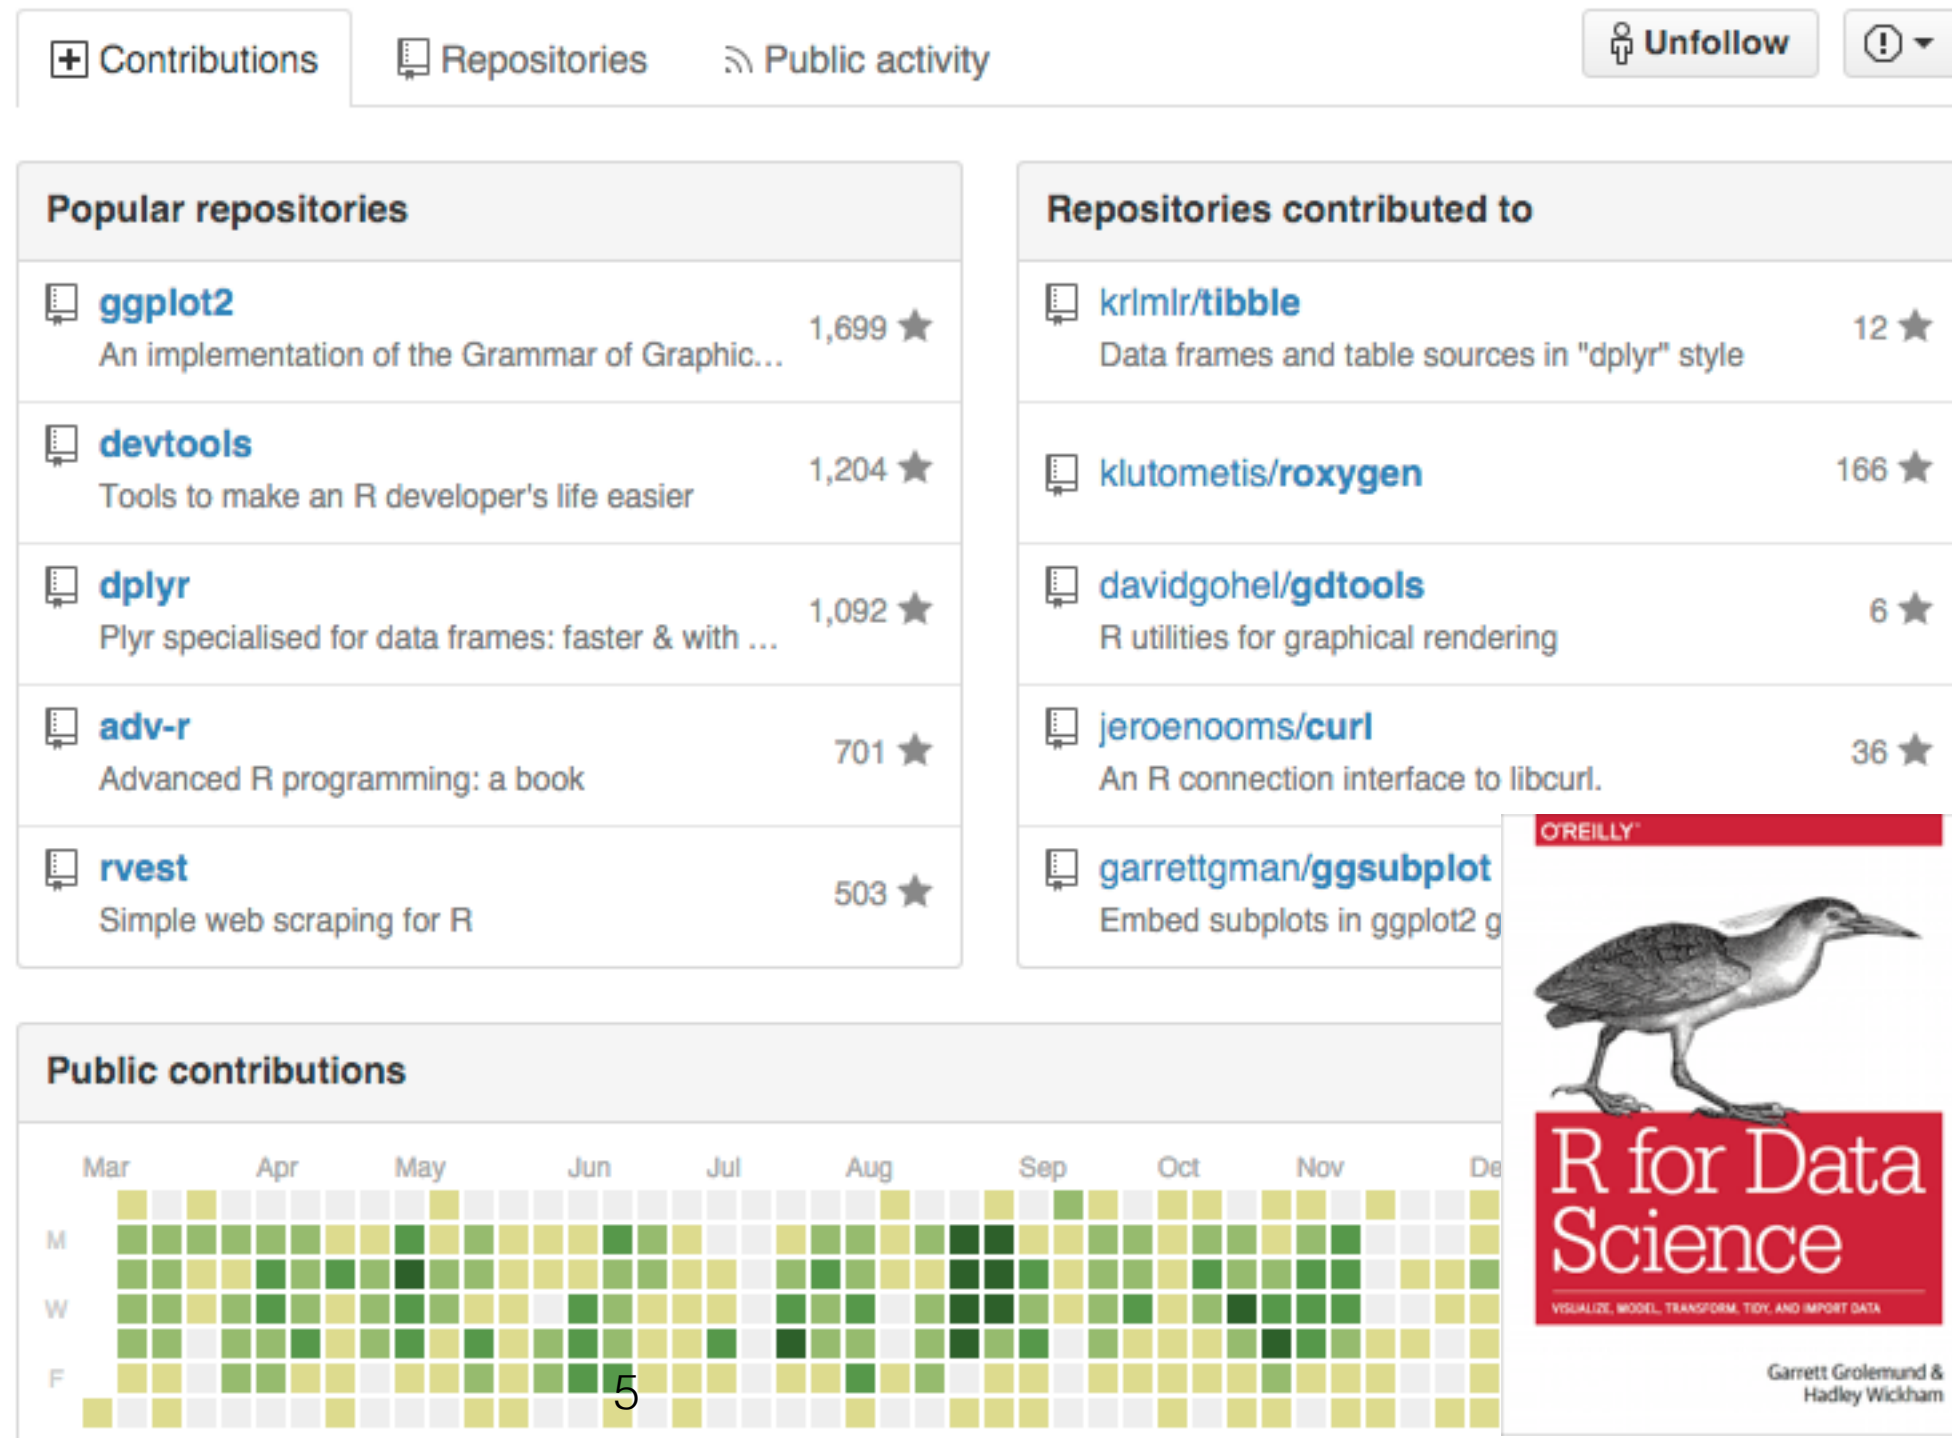 Contributions
Repositories
Public activity
Unfollow
Popular repositories
ggplot2
An implementation of the Grammar of Graphic...
1,699
devtools
Tools to make an R developer's life easier
1,204
dplyr
Plyr specialised for data frames: faster & with ...
1,092
adv-r
Advanced R programming: a book
701
rvest
Simple web scraping for R
503
Repositories contributed to
krlmlr/tibble
Data frames and table sources in "dplyr" style
12
klutometis/roxygen
166
davidgohel/gdtools
R utilities for graphical rendering
6
jeroenooms/curl
An R connection interface to libcurl.
36
garrettgman/ggsubplot
Embed subplots in ggplot2 g
Public contributions
Mar Apr May Jun Jul Aug Sep Oct Nov De
M
W
F
5
O'REILLY™
R for Data
Science
VISUALIZE, MODEL, TRANSFORM, TIDY, AND IMPORT DATA
Garrett Grolemund &
Hadley Wickham